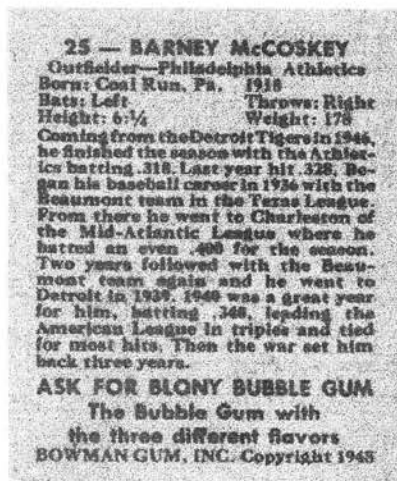 25 — BARNEY McCOSKEY
Outfielder—Philadelphia Athletics
Born: Coal Run, Pa. 1918
Bats: Left Throws: Right
Height: 6:¼ Weight: 178
Coming from the Detroit Tigers in 1946,
he finished the season with the Athlet-
ics batting .318. Last year hit .328. Be-
gan his baseball career in 1936 with the
Beaumont team in the Texas League.
From there he went to Charleston of
the Mid-Atlantic League where he
batted an even .400 for the season.
Two years followed with the Beau-
mont team again and he went to
Detroit in 1939. 1940 was a great year
for him, batting .340, leading the
American League in triples and tied
for most hits. Then the war set him
back three years.
ASK FOR BLONY BUBBLE GUM
The Bubble Gum with
the three different flavors
BOWMAN GUM, INC. Copyright 1948